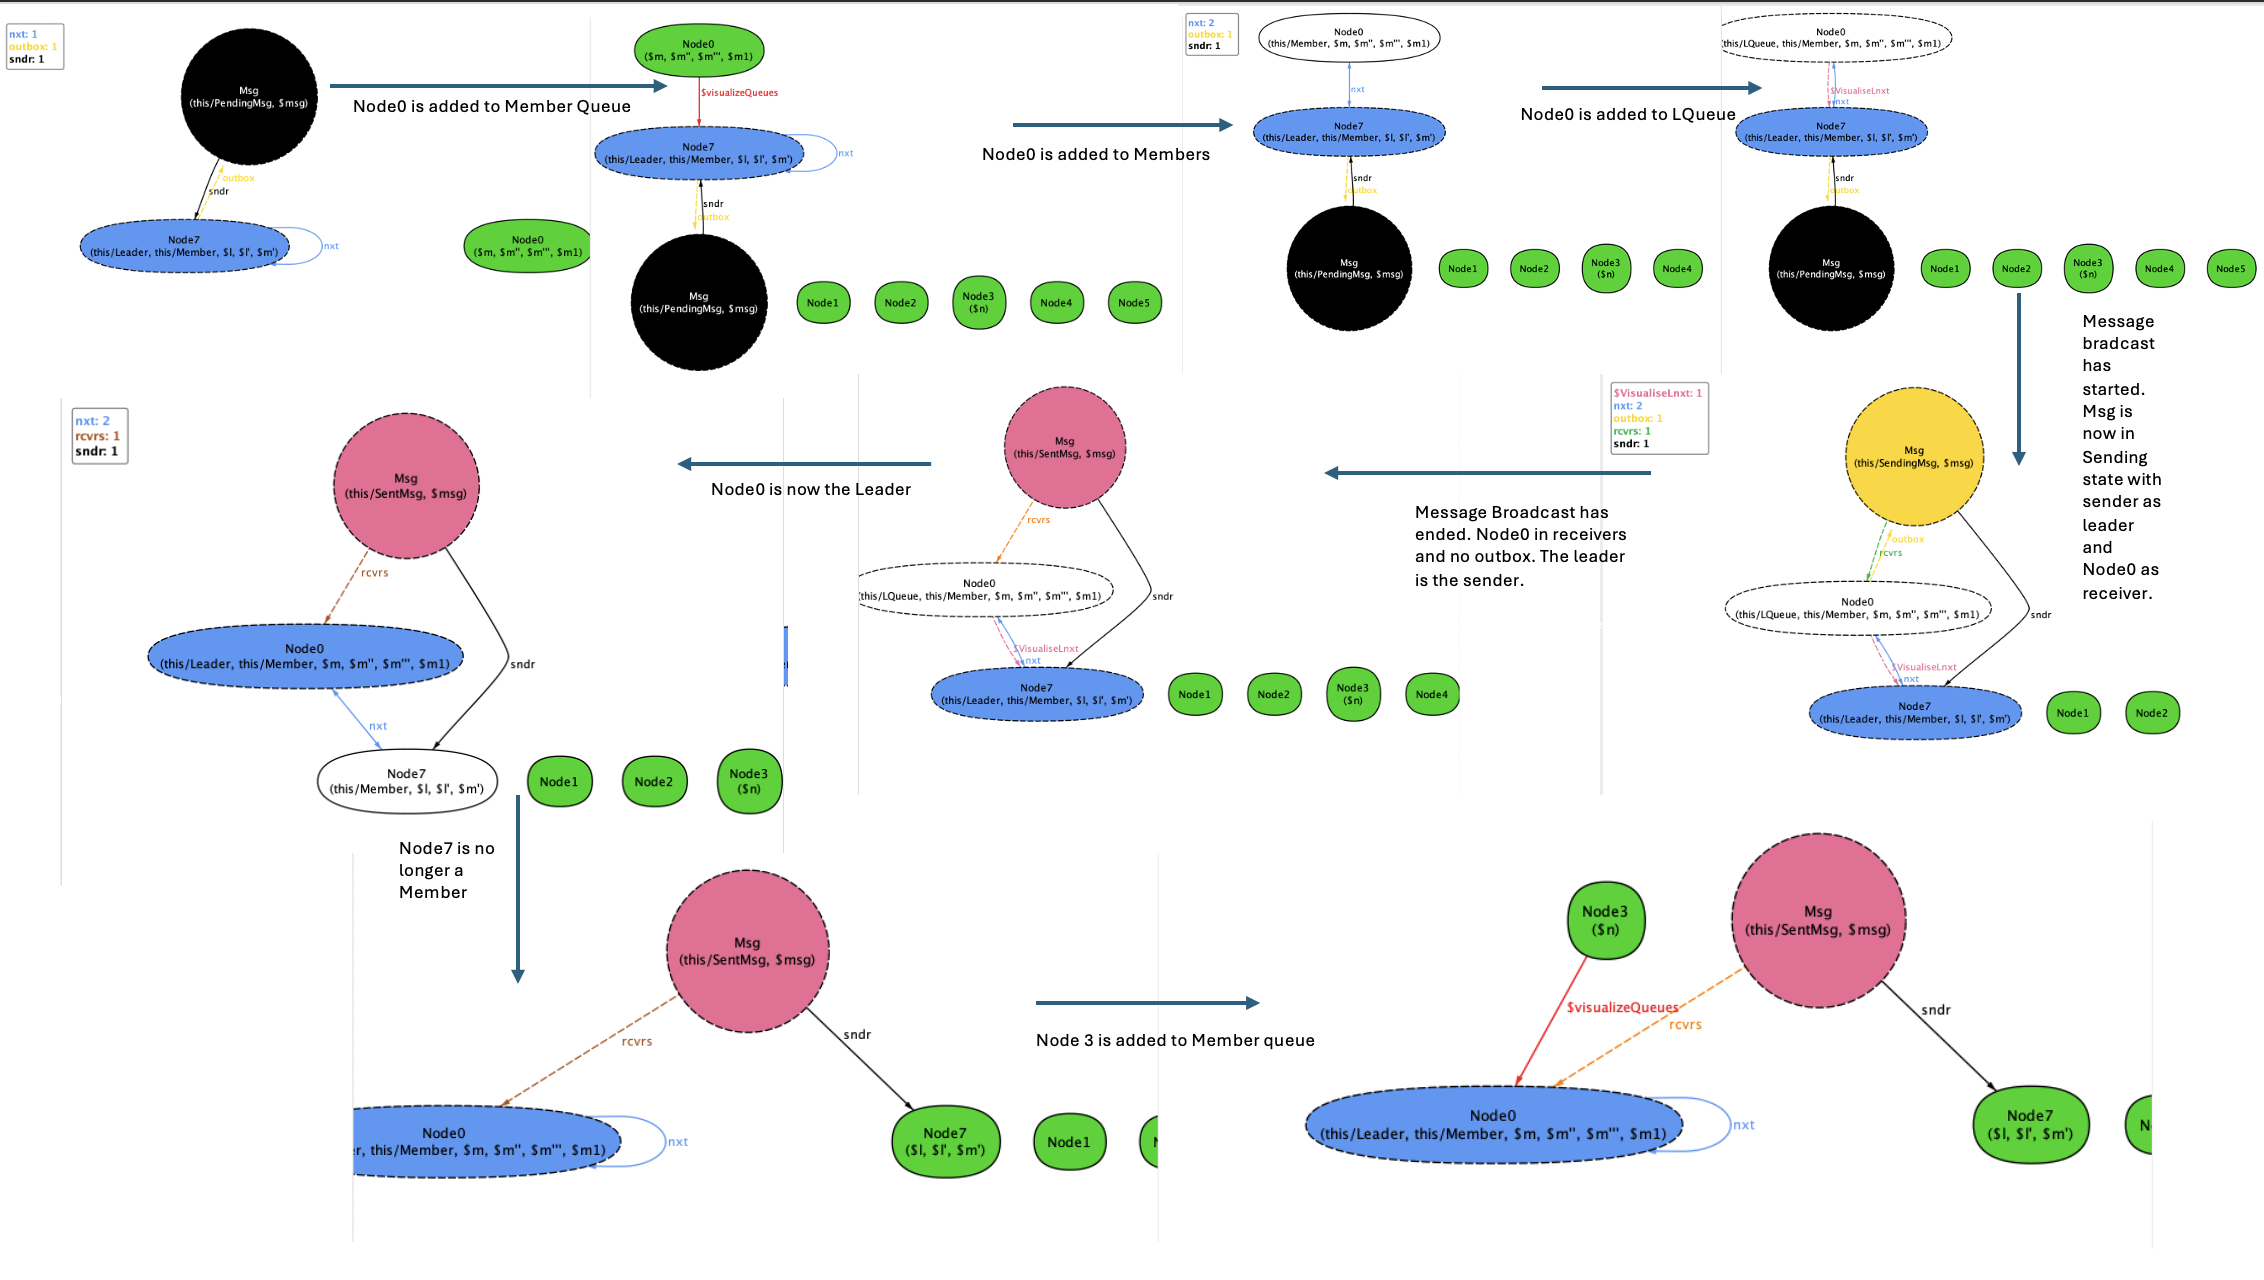 nxt: 1
outbox: 1
sndr: 1
Msg
(this/PendingMsg, $msg)
outbox
sndr
Node7
(this/Leader, this/Member, $l, $l', $m')
nxt
Node0
($m, $m", $m"', $m1)
Node0 is added to Member Queue
Node0
($m, $m", $m"', $m1)
$visualizeQueues
Node7
(this/Leader, this/Member, $l, $l', $m')
nxt
sndr
outbox
Msg
(this/PendingMsg, $msg)
Node1
Node2
Node3
($n)
Node4
Node5
Node0 is added to Members
nxt: 2
outbox: 1
sndr: 1
Node0
(this/Member, $m, $m", $m"', $m1)
nxt
Node7
(this/Leader, this/Member, $l, $l', $m')
sndr
outbox
Msg
(this/PendingMsg, $msg)
Node1
Node2
Node3
($n)
Node4
Node0 is added to LQueue
Node0
(this/LQueue, this/Member, $m, $m", $m"', $m1)
$VisualiseLnxt
nxt
Node7
(this/Leader, this/Member, $l, $l', $m')
sndr
outbox
Msg
(this/PendingMsg, $msg)
Node1
Node2
Node3
($n)
Node4
Node5
Message
bradcast
has
started.
Msg is
now in
Sending
state with
sender as
leader
and
Node0 as
receiver.
$VisualiseLnxt: 1
nxt: 2
outbox: 1
rcvrs: 1
sndr: 1
Msg
(this/SendingMsg, $msg)
outbox
rcvrs
Node0
(this/LQueue, this/Member, $m, $m", $m"', $m1)
sndr
$VisualiseLnxt
nxt
Node7
(this/Leader, this/Member, $l, $l', $m')
Node1
Node2
Message Broadcast has
ended. Node0 in receivers
and no outbox. The leader
is the sender.
Msg
(this/SentMsg, $msg)
rcvrs
Node0
(this/LQueue, this/Member, $m, $m", $m"', $m1)
sndr
$VisualiseLnxt
nxt
Node7
(this/Leader, this/Member, $l, $l', $m')
Node1
Node2
Node3
($n)
Node4
Node0 is now the Leader
nxt: 2
rcvrs: 1
sndr: 1
Msg
(this/SentMsg, $msg)
rcvrs
Node0
(this/Leader, this/Member, $m, $m", $m"', $m1)
sndr
nxt
Node7
(this/Member, $l, $l', $m')
Node1
Node2
Node3
($n)
Node7 is no
longer a
Member
Msg
(this/SentMsg, $msg)
sndr
rcvrs
Node0
r, this/Member, $m, $m", $m"', $m1)
nxt
Node7
($l, $l', $m')
Node1
N
Node 3 is added to Member queue
Node3
($n)
Msg
(this/SentMsg, $msg)
$visualizeQueues
rcvrs
sndr
Node0
(this/Leader, this/Member, $m, $m", $m"', $m1)
nxt
Node7
($l, $l', $m')
N